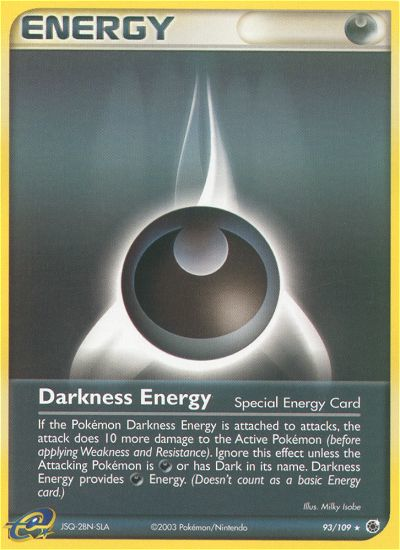 ENERGY
Darkness Energy Special Energy Card
If the Pokémon Darkness Energy is attached to attacks, the
attack does 10 more damage to the Active Pokémon (before
applying Weakness and Resistance). Ignore this effect unless the
Attacking Pokémon is or has Dark in its name. Darkness
Energy provides Energy. (Doesn't count as a basic Energy
card.)
Illus. Milky Isobe
JSQ-2BN-SLA ©2003 Pokémon/Nintendo 93/109 ★